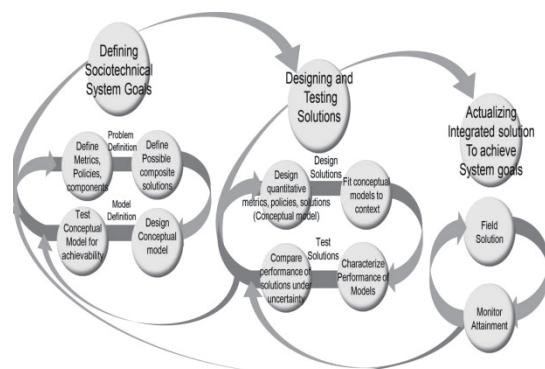 Defining
Sociotechnical
System Goals
Problem
Definition
Define
Metrics,
Policies,
components
Define
Possible
composite
solutions
Model
Definition
Test
Conceptual
Model for
achievability
Design
Conceptual
model
Designing and
Testing
Solutions
Design
Solutions
Design
quantitative
metrics, policies, solutions
(Conceptual model)
Fit conceptual
models to
context
Test
Solutions
Compare
performance of
solutions under
uncertainty
Characterize
Performance of
Models
Actualizing
Integrated solution
To achieve
System goals
Field
Solution
Monitor
Attainment